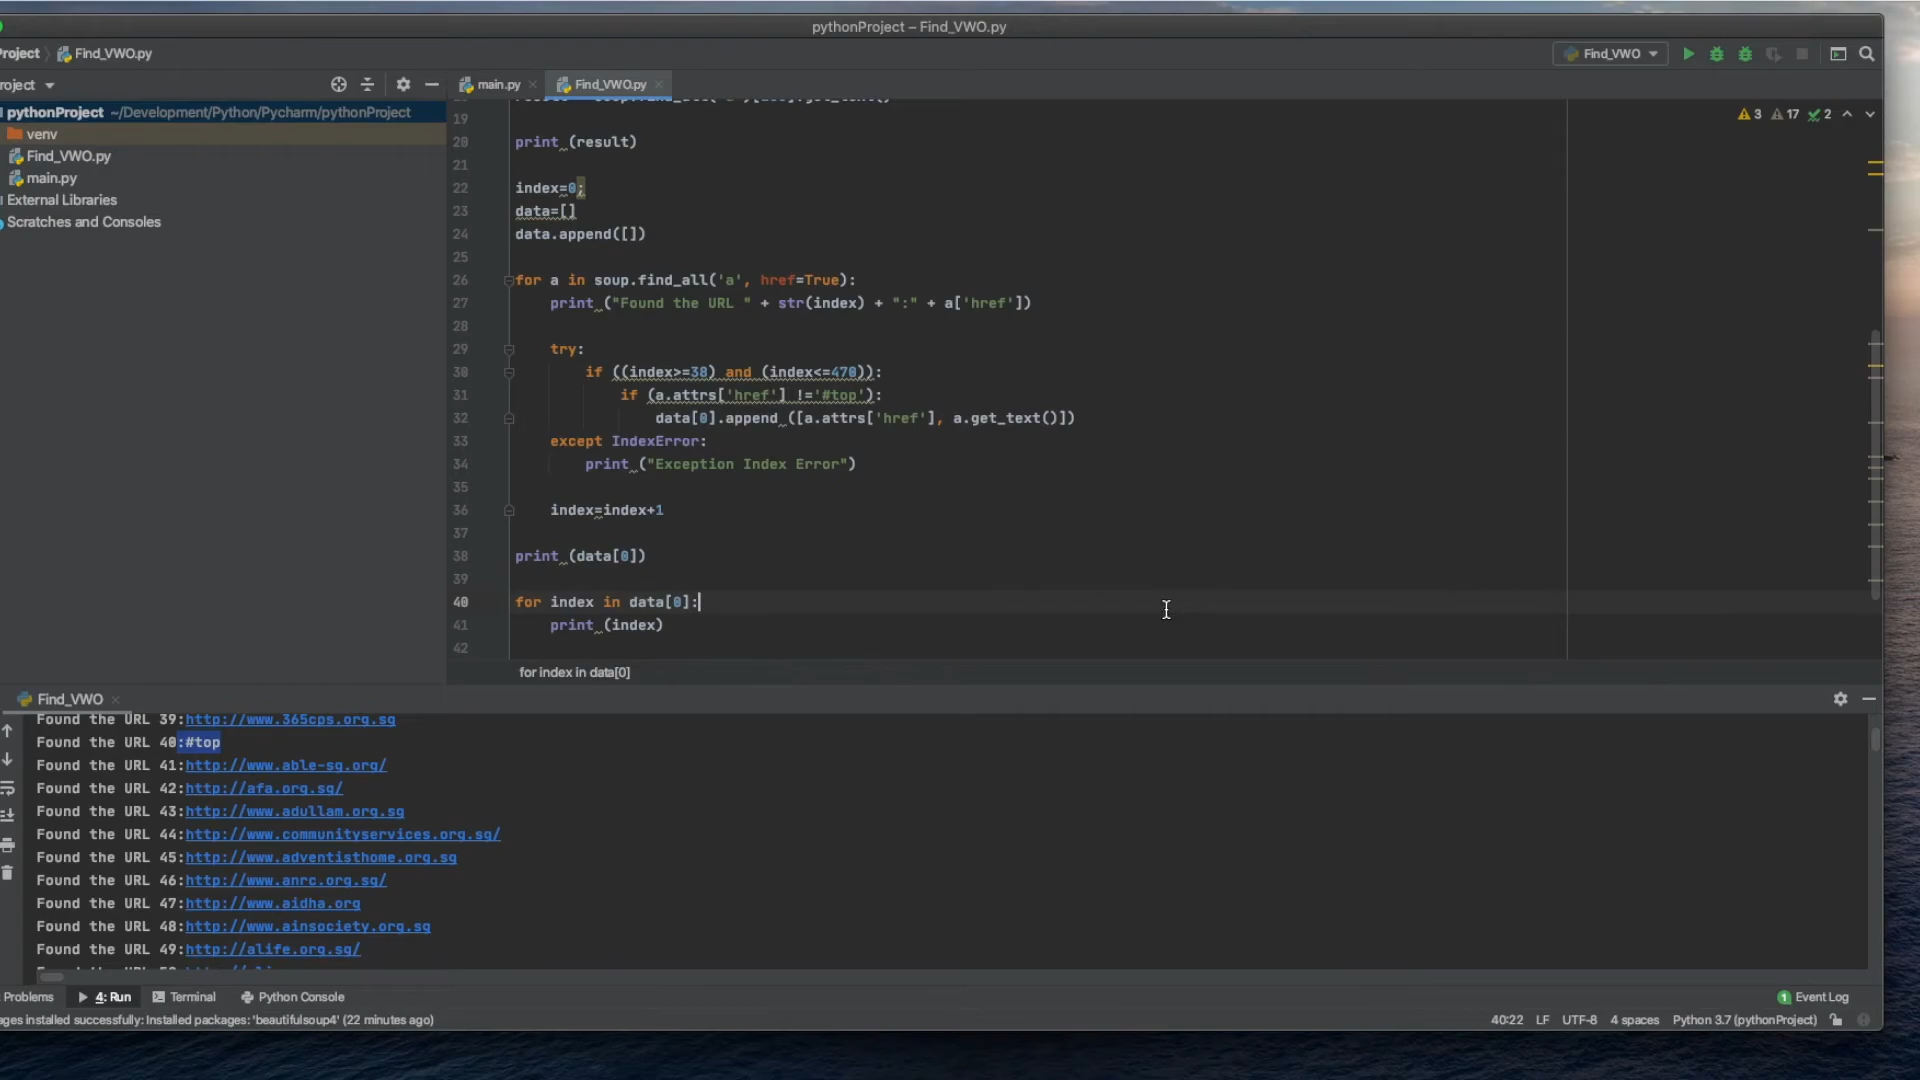 pythonProject – Find_VWO.py
Project
Find_VWO.py
Find_VWO
roject
main.py
Find_VWO.py
pythonProject ~/Development/Python/Pycharm/pythonProject
venv
Find_VWO.py
main.py
External Libraries
Scratches and Consoles
3 17 2
19
20 print (result)
21
22 index=0;
23 data=[]
24 data.append([])
25
26 for a in soup.find_all('a', href=True):
27 print ("Found the URL " + str(index) + ":" + a['href'])
28
29 try:
30 if ((index>=38) and (index<=470)):
31 if (a.attrs['href'] !='#top'):
32 data[0].append ([a.attrs['href'], a.get_text()])
33 except IndexError:
34 print ("Exception Index Error")
35
36 index=index+1
37
38 print (data[0])
39
40 for index in data[0]:
41 print (index)
42
for index in data[0]
Find_VWO
Found the URL 39:http://www.365cps.org.sg
Found the URL 40:#top
Found the URL 41:http://www.able-sg.org/
Found the URL 42:http://afa.org.sg/
Found the URL 43:http://www.adullam.org.sg
Found the URL 44:http://www.communityservices.org.sg/
Found the URL 45:http://www.adventisthome.org.sg
Found the URL 46:http://www.anrc.org.sg/
Found the URL 47:http://www.aidha.org
Found the URL 48:http://www.ainsociety.org.sg
Found the URL 49:http://alife.org.sg/
Problems
4: Run
Terminal
Python Console
1 Event Log
ages installed successfully: Installed packages: 'beautifulsoup4' (22 minutes ago)
40:22 LF UTF-8 4 spaces Python 3.7 (pythonProject)